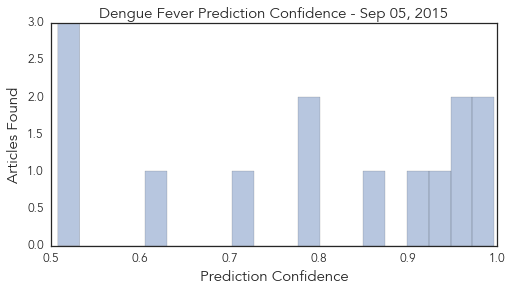 Dengue Fever Prediction Confidence - Sep 05, 2015
Articles Found
3.0
2.5
2.0
1.5
1.0
0.5
0.0
0.5 0.6 0.7 0.8 0.9 1.0
Prediction Confidence